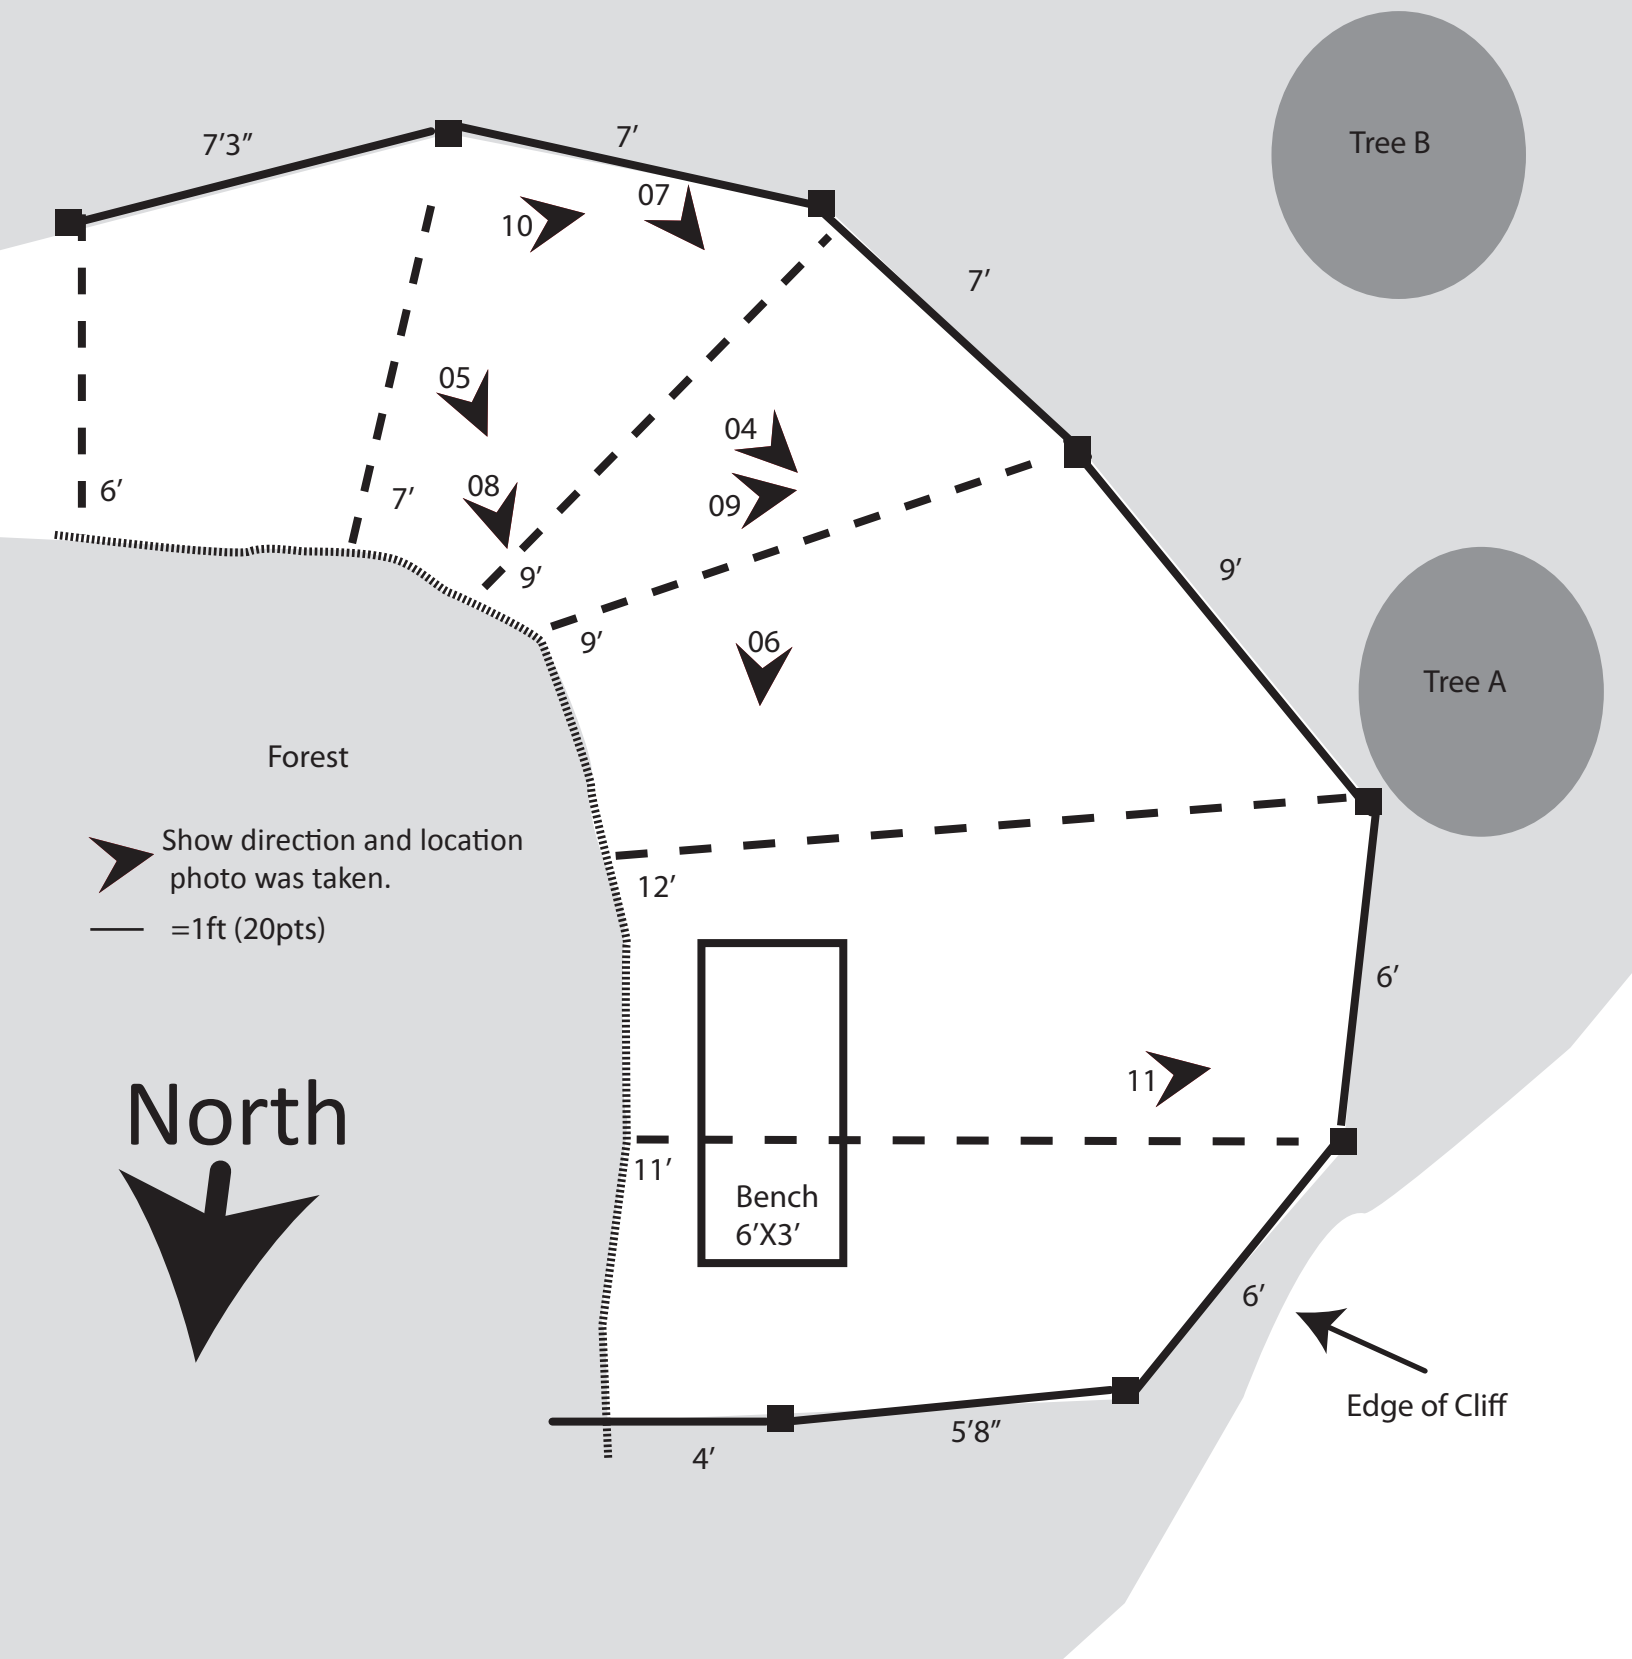 Tree B
7’3’’
7’
07
10
7’
05
04
08
09
6’
7’
9’
9’
9’
06
Tree A
Forest
Show direction and location
photo was taken.
=1ft (20pts)
12’
6’
North
11
11’
Bench
6’X3’
6’
Edge of Cliff
5’8’’
4’